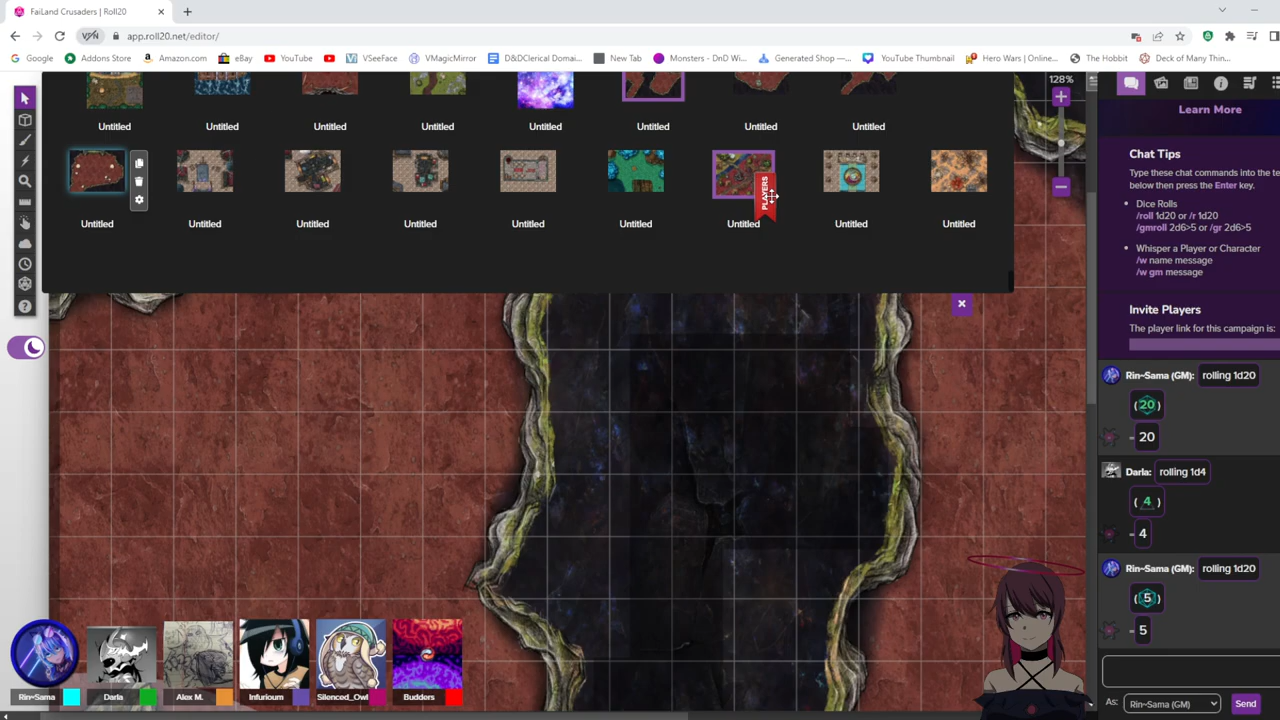 FaiLand Crusaders | Roll20
VPN
app.roll20.net/editor/
Google
Addons Store
Amazon.com
eBay
YouTube
VSeeFace
VMagicMirror
D&DClerical Domai...
New Tab
Monsters - DnD Wi...
Generated Shop —...
YouTube Thumbnail
Hero Wars | Online...
The Hobbit
Deck of Many Thin...
128%
Untitled
Untitled
Untitled
Untitled
Untitled
Untitled
Untitled
Untitled
PLAYERS
Untitled
Untitled
Untitled
Untitled
Untitled
Untitled
Untitled
Untitled
Untitled
Learn More
Chat Tips
Type these chat commands into the te
below then press the Enter key.
Dice Rolls
/roll 1d20 or /r 1d20
/gmroll 2d6>5 or /gr 2d6>5
Whisper a Player or Character
/w name message
/w gm message
Invite Players
The player link for this campaign is:
Rin~Sama (GM): rolling 1d20
(20)
= 20
Darla: rolling 1d4
(4)
= 4
Rin~Sama (GM): rolling 1d20
(5)
= 5
Rin~Sama
Darla
Alex M.
Infurioum
Silenced_Owl
Budders
As:
Rin~Sama (GM)
Send